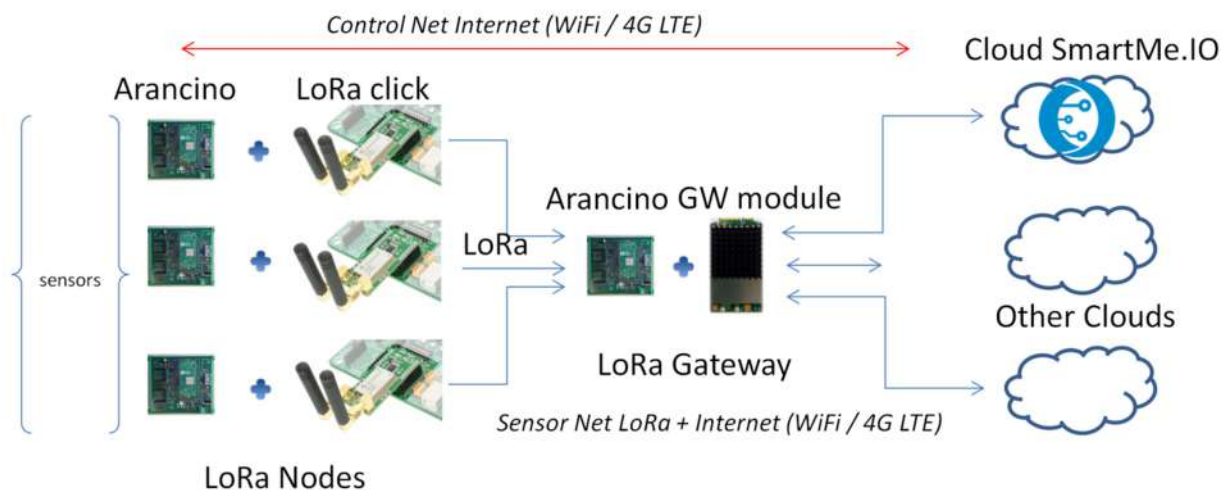 Control Net Internet (WiFi / 4G LTE)
Cloud SmartMe.IO
Arancino
LoRa click
Arancino GW module
LoRa
sensors
Other Clouds
LoRa Gateway
Sensor Net LoRa + Internet (WiFi / 4G LTE)
LoRa Nodes